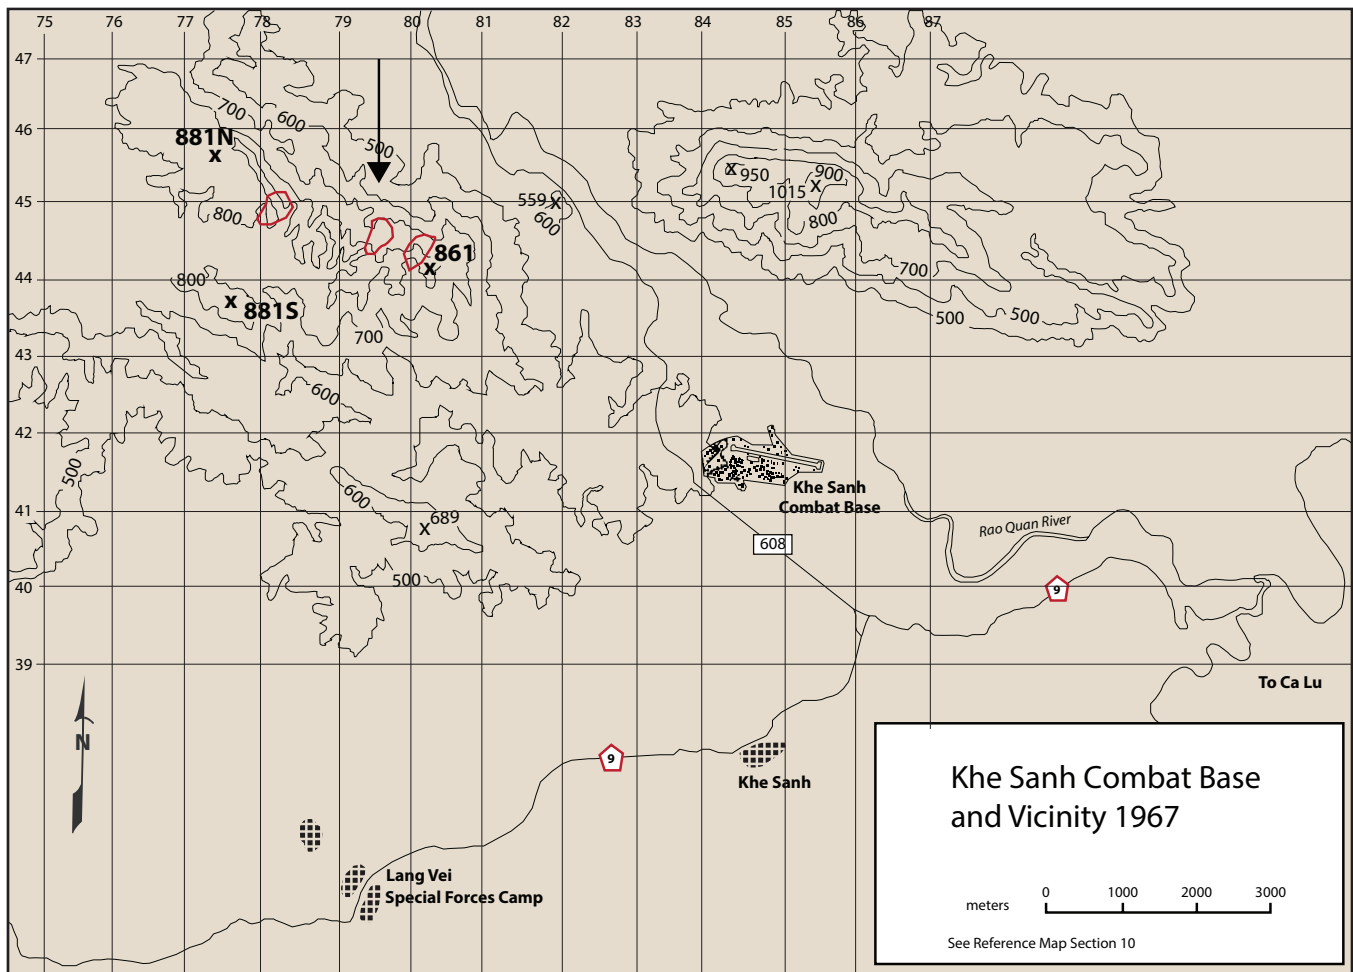 75 76 77 78 79 80 81 82 83 84 85 86 87
47
46
45
44
43
42
41
40
39
700
600
881N
500
800
559
600
950
900
1015
800
861
800
881S
700
700
500
500
600
500
600
689
500
Khe Sanh
Combat Base
608
Rao Quan River
9
To Ca Lu
N
9
Khe Sanh
Lang Vei
Special Forces Camp
Khe Sanh Combat Base
and Vicinity 1967
meters 0 1000 2000 3000
See Reference Map Section 10